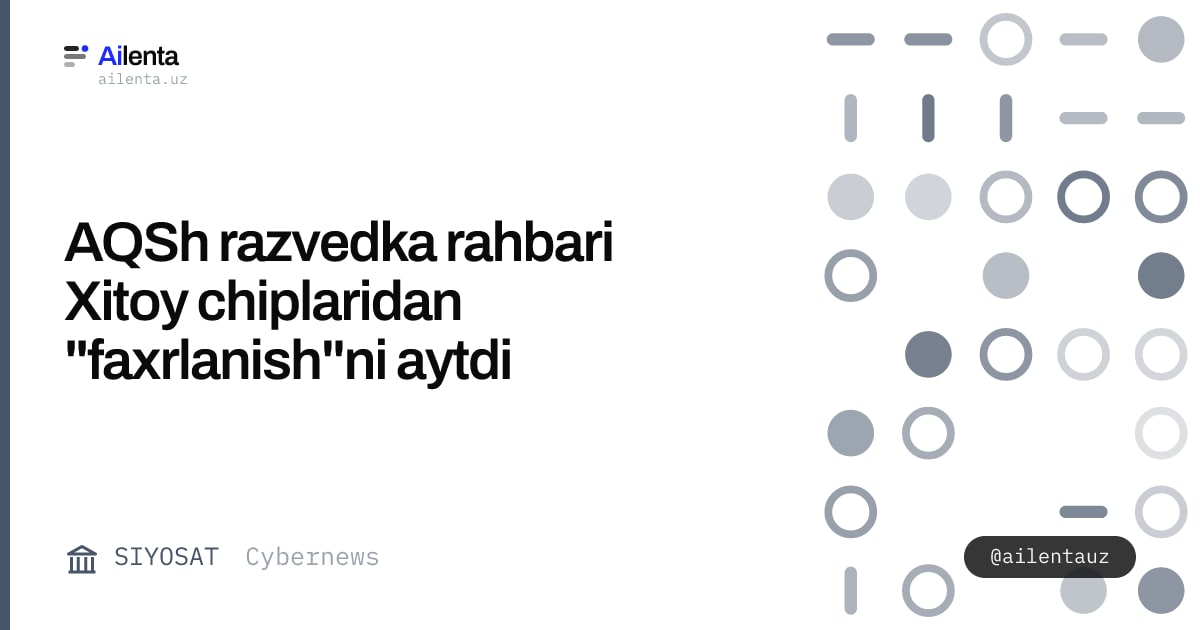 Ailenta
ailenta.uz
AQSh razvedka rahbari
Xitoy chiplaridan
"faxrlanish"ni aytdi
SIYOSAT Cybernews
@ailentauz